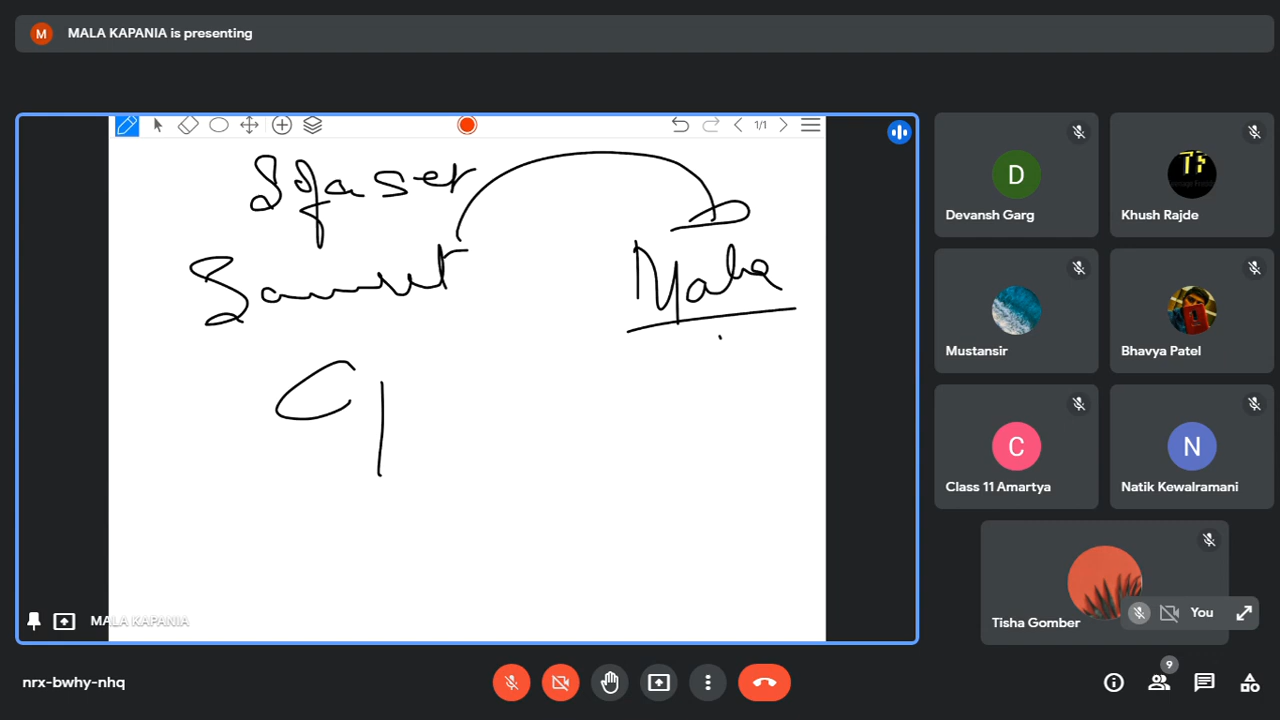 M MALA KAPANIA is presenting
1/1
Mala
MALA KAPANIA
D
Devansh Garg
Khush Rajde
Mustansir
1
Bhavya Patel
C
Class 11 Amartya
N
Natik Kewalramani
Tisha Gomber
You
nrx-bwhy-nhq
9